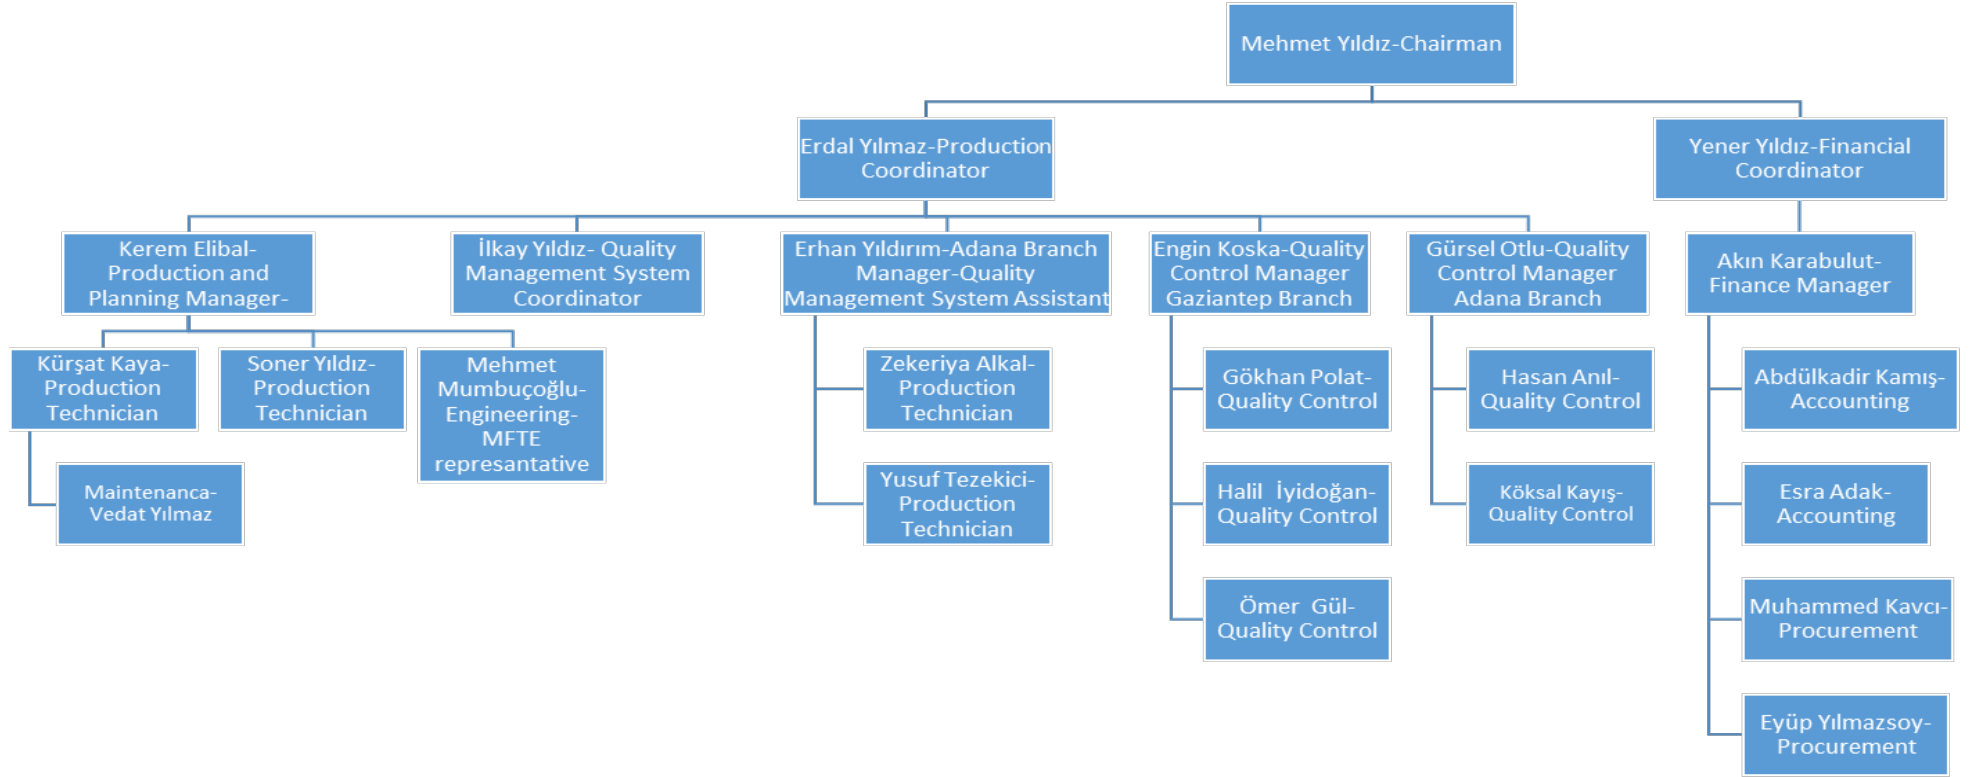 Mehmet Yıldız-Chairman
Erdal Yılmaz-Production
Coordinator
Yener Yıldız-Financial
Coordinator
Kerem Elibal-
Production and
Planning Manager-
İlkay Yıldız- Quality
Management System
Coordinator
Erhan Yıldırım-Adana Branch
Manager-Quality
Management System Assistant
Engin Koska-Quality
Control Manager
Gaziantep Branch
Gürsel Otlu-Quality
Control Manager
Adana Branch
Akın Karabulut-
Finance Manager
Kürşat Kaya-
Production
Technician
Soner Yıldız-
Production
Technician
Mehmet
Mumbuçoğlu-
Engineering-
MFTE
represantative
Zekeriya Alkal-
Production
Technician
Gökhan Polat-
Quality Control
Hasan Anıl-
Quality Control
Abdülkadir Kamış-
Accounting
Maintenanca-
Vedat Yılmaz
Yusuf Tezekici-
Production
Technician
Halil  İyidoğan-
Quality Control
Köksal Kayış-
Quality Control
Esra Adak-
Accounting
Ömer  Gül-
Quality Control
Muhammed Kavcı-
Procurement
Eyüp Yılmazsoy-
Procurement